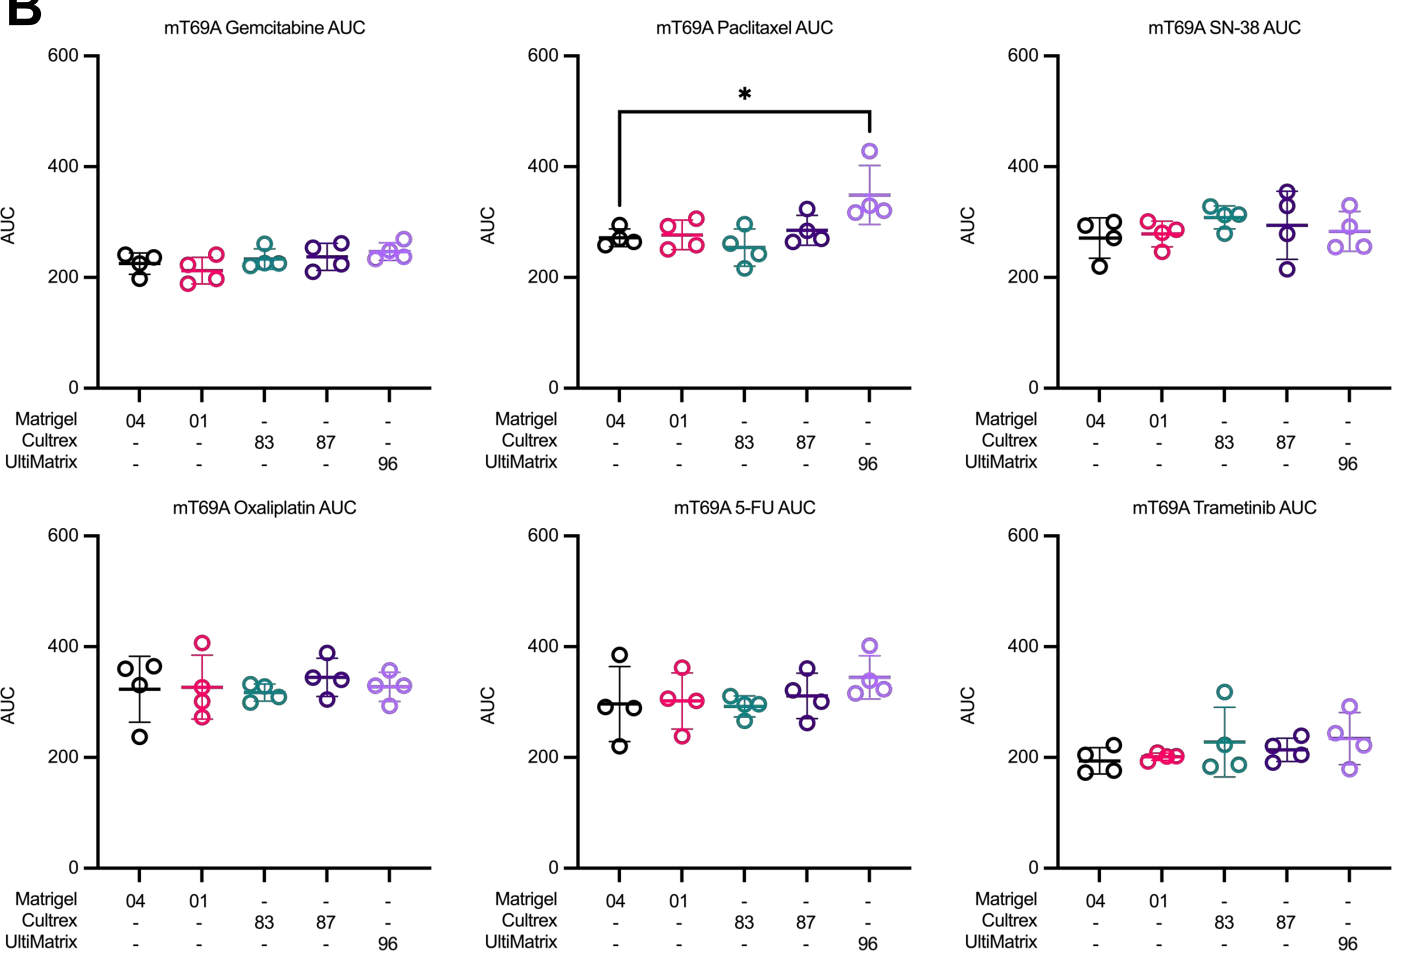 B
mT69A Gemcitabine AUC
mT69A Paclitaxel AUC
mT69A SN-38 AUC
600
400
200
0
AUC
600
400
200
0
AUC
*
600
400
200
0
AUC
Matrigel 04 01 - - -
Cultrex - - 83 87 -
UltiMatrix - - - - 96
Matrigel 04 01 - - -
Cultrex - - 83 87 -
UltiMatrix - - - - 96
Matrigel 04 01 - - -
Cultrex - - 83 87 -
UltiMatrix - - - - 96
mT69A Oxaliplatin AUC
mT69A 5-FU AUC
mT69A Trametinib AUC
600
400
200
0
AUC
600
400
200
0
AUC
600
400
200
0
AUC
Matrigel 04 01 - - -
Cultrex - - 83 87 -
UltiMatrix - - - - 96
Matrigel 04 01 - - -
Cultrex - - 83 87 -
UltiMatrix - - - - 96
Matrigel 04 01 - - -
Cultrex - - 83 87 -
UltiMatrix - - - - 96